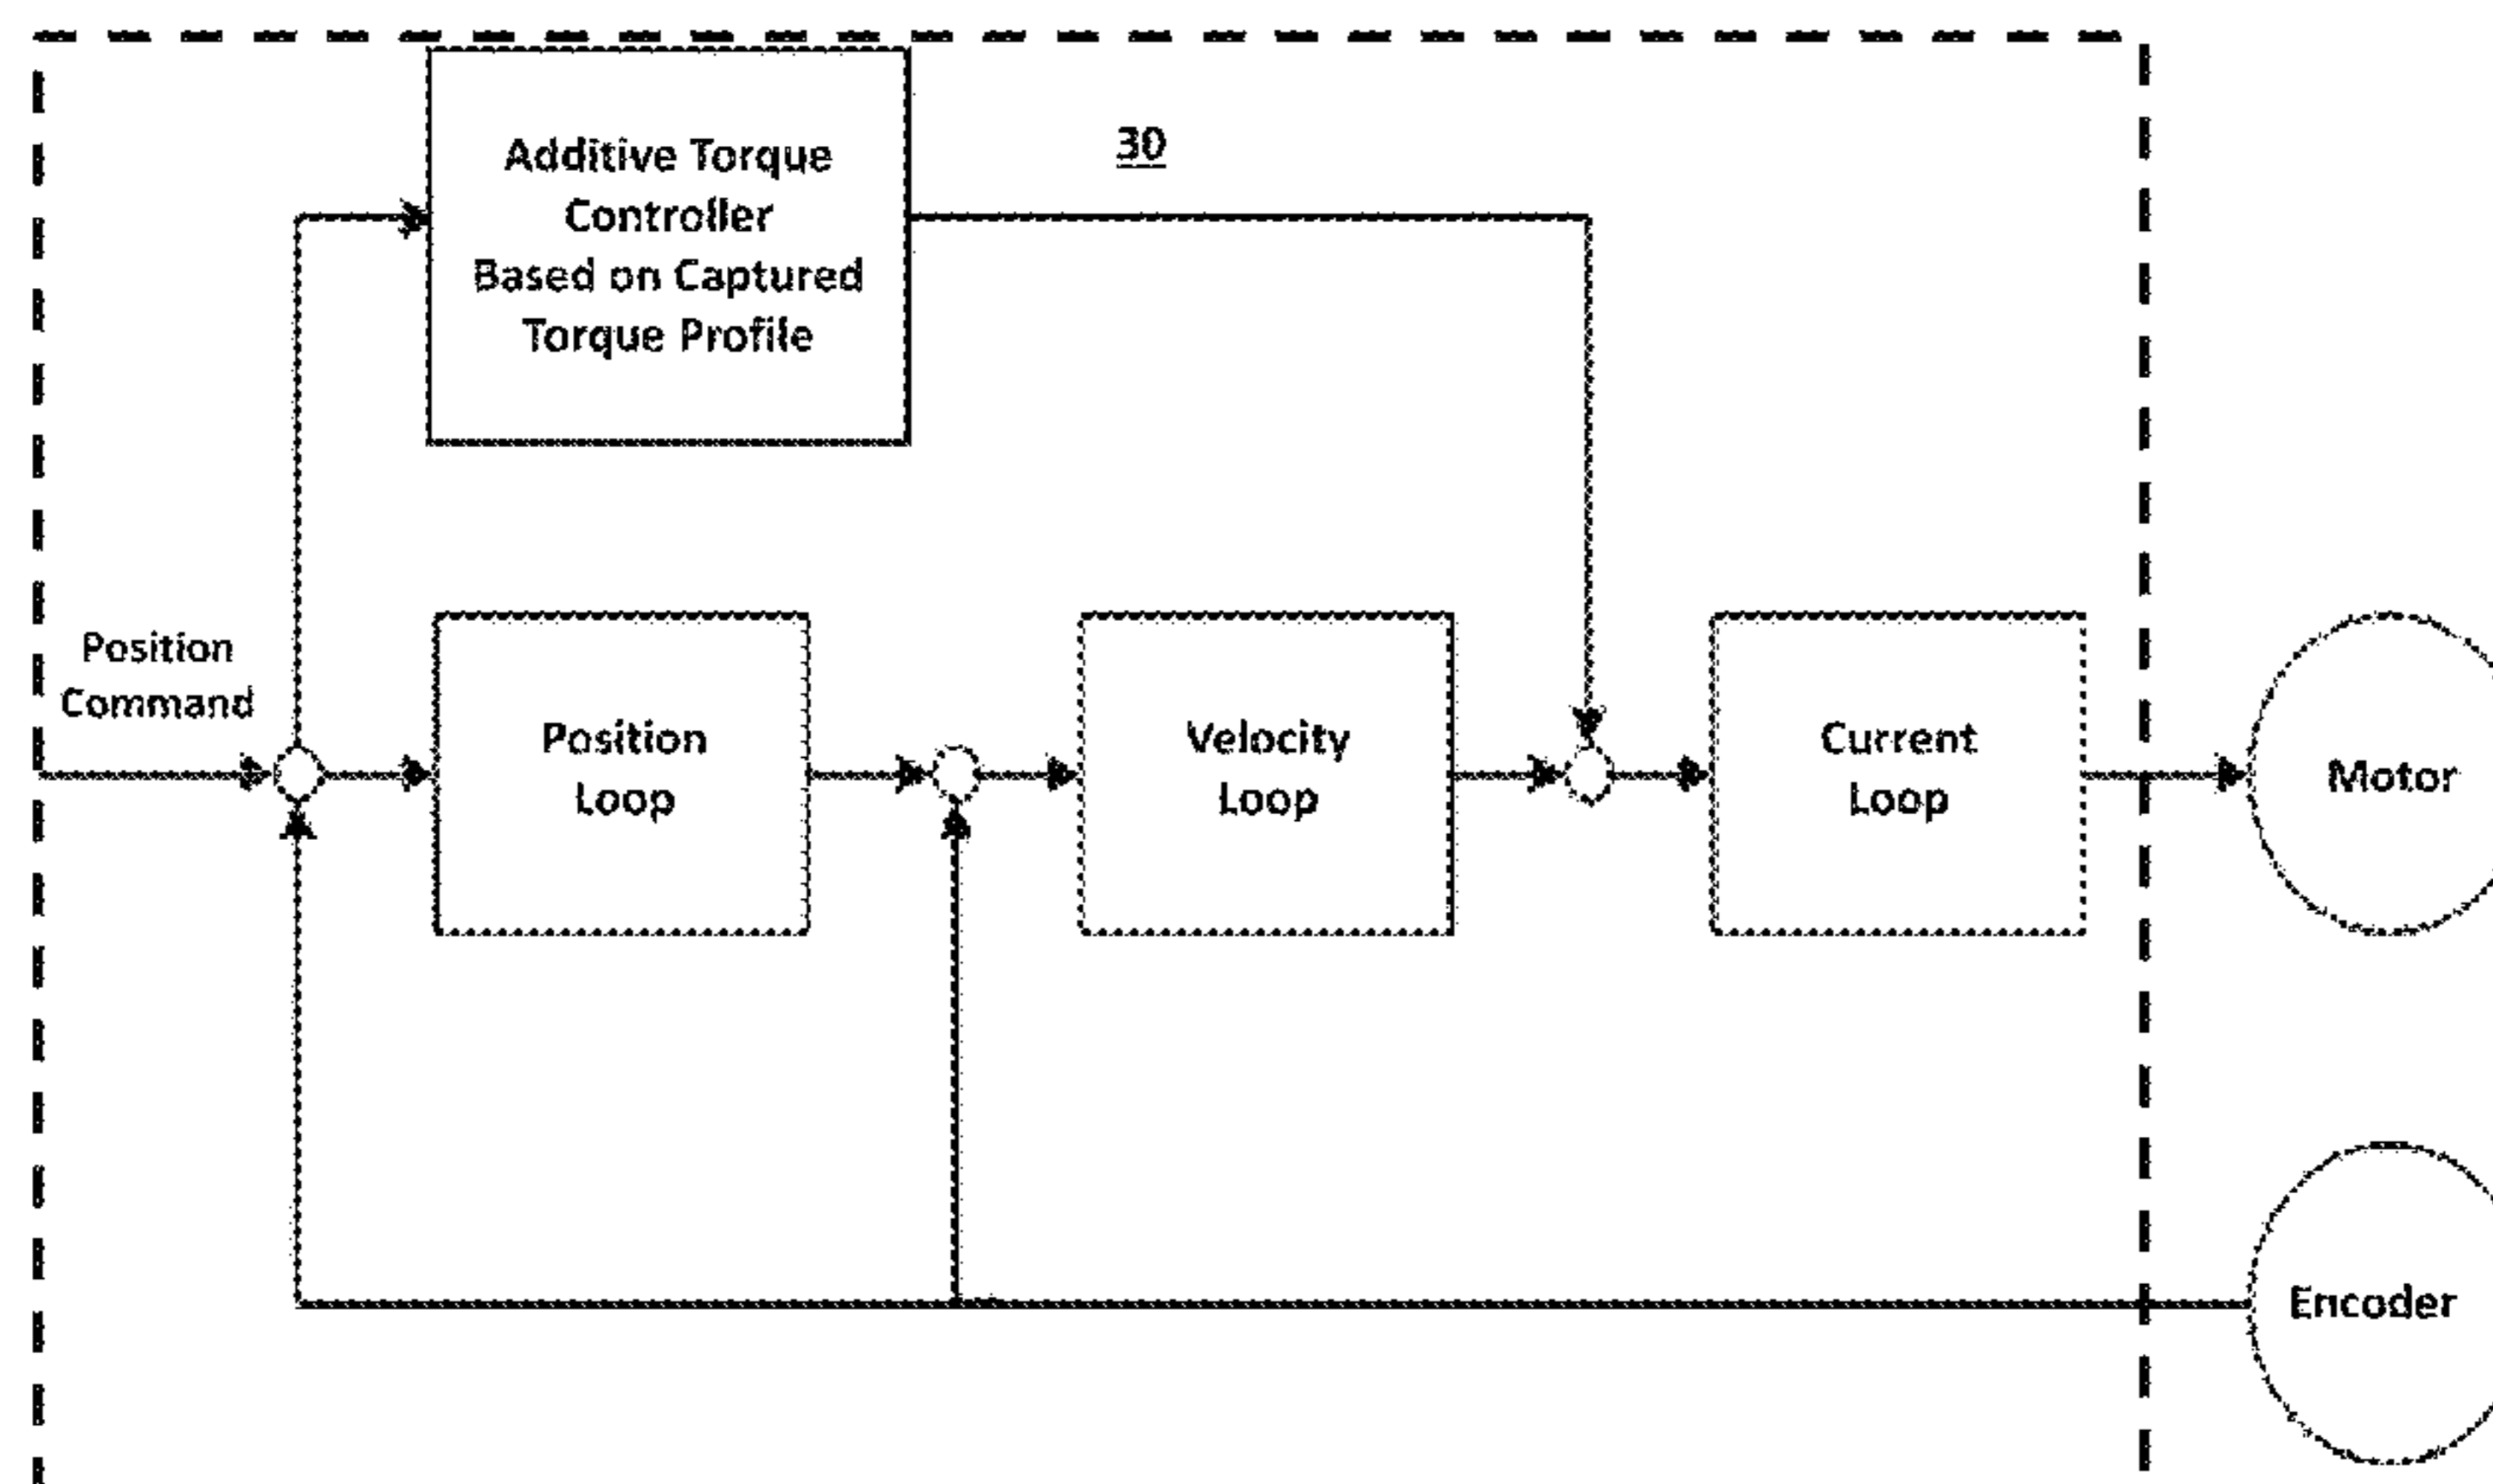 Additive Torque
Controller
Based on Captured
Torque Profile
30
Position
Command
Position
Loop
Velocity
Loop
Current
Loop
Motor
Encoder